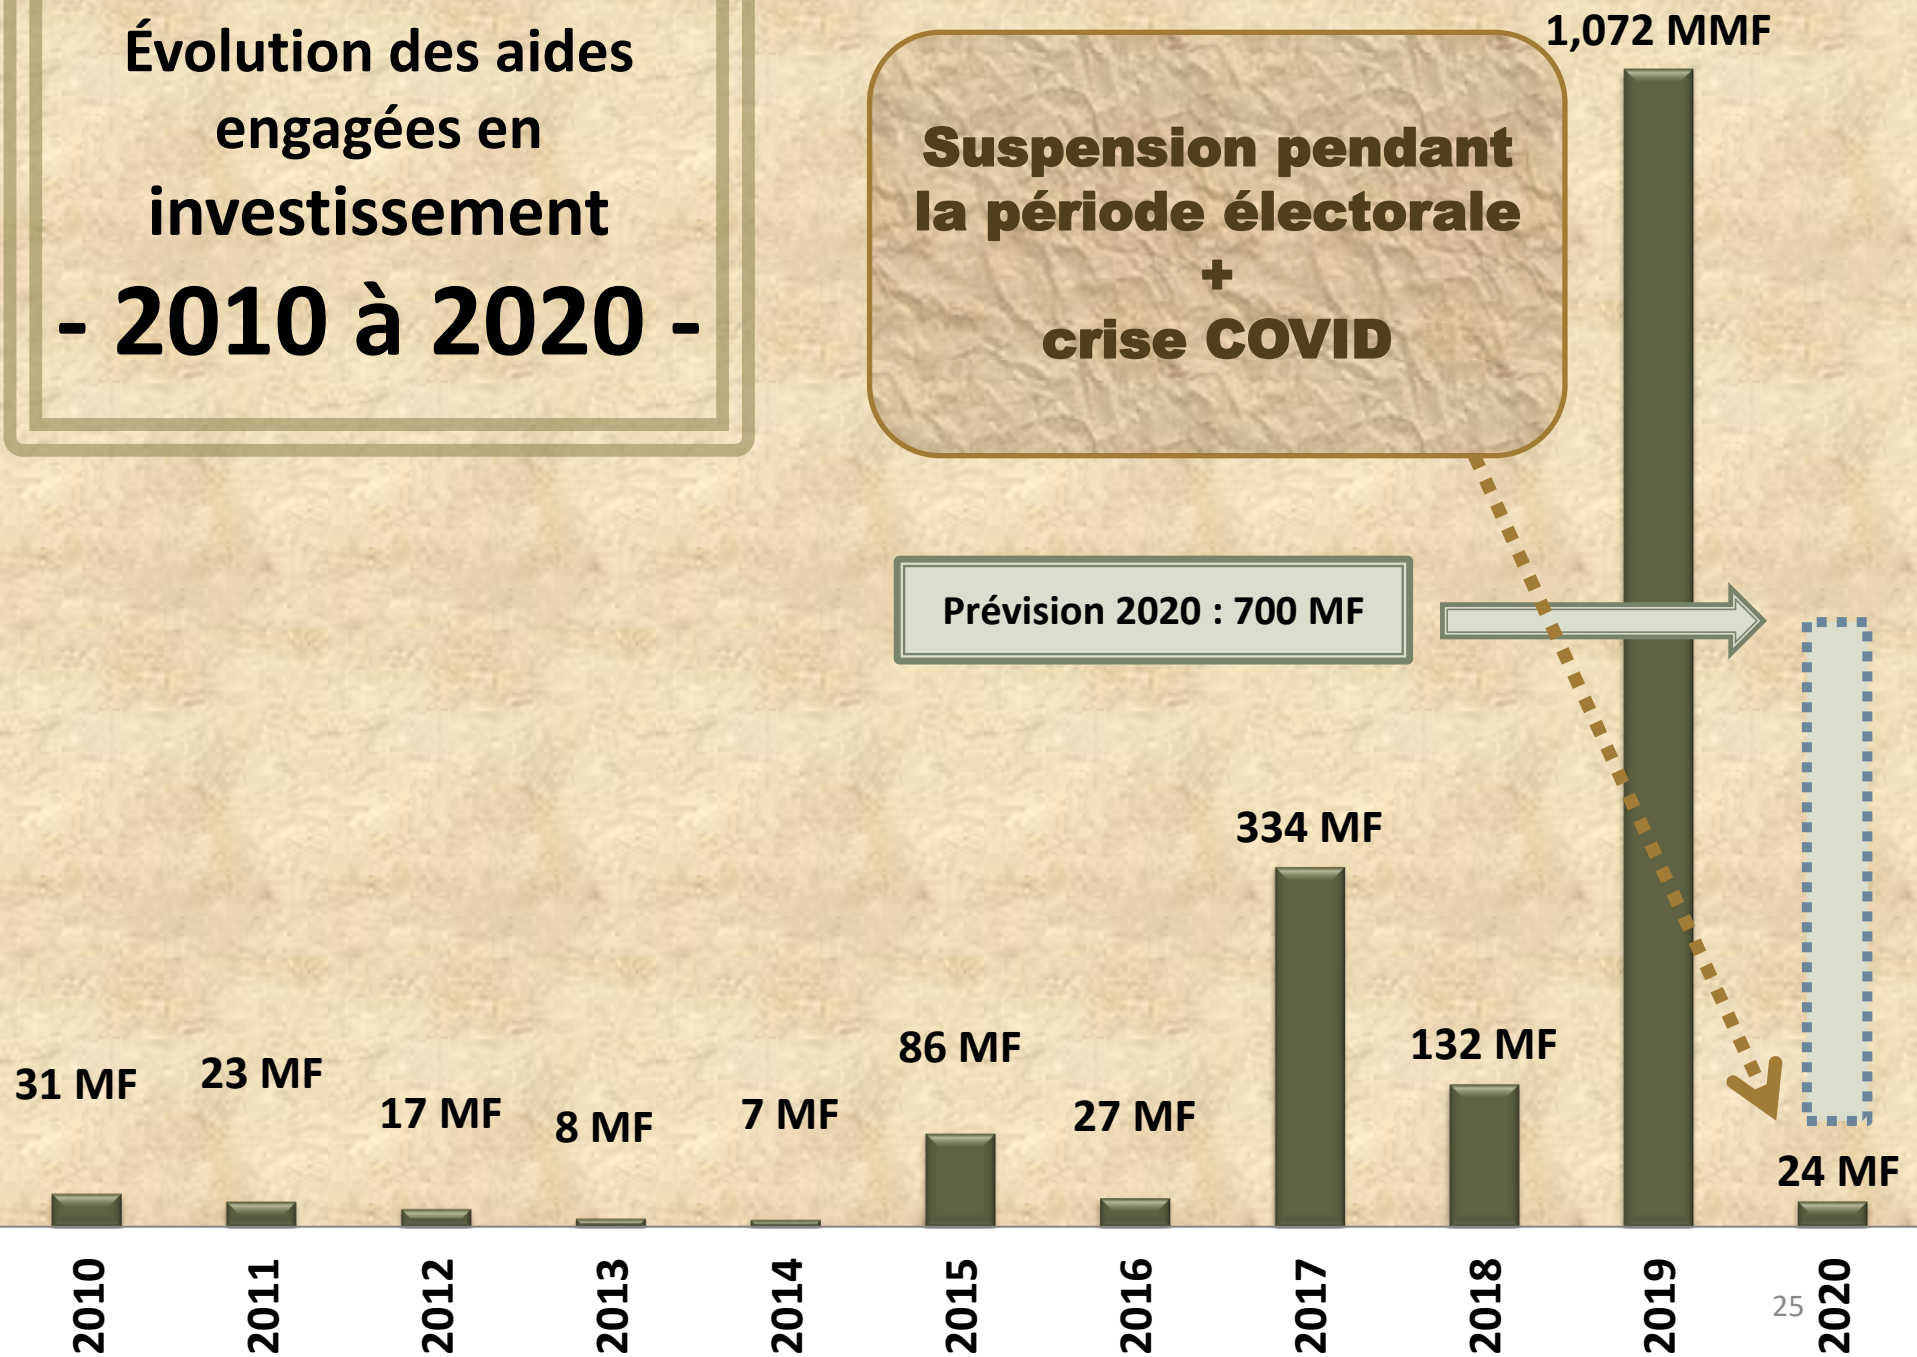 Évolution des aides
engagées en
investissement
- 2010 à 2020 -
1,072 MMF
Suspension pendant
la période électorale
+
crise COVID
Prévision 2020 : 700 MF
334 MF
86 MF
132 MF
31 MF
23 MF
17 MF
8 MF
7 MF
27 MF
24 MF
2010
2011
2012
2013
2014
2015
2016
2017
2018
2019
2020
25